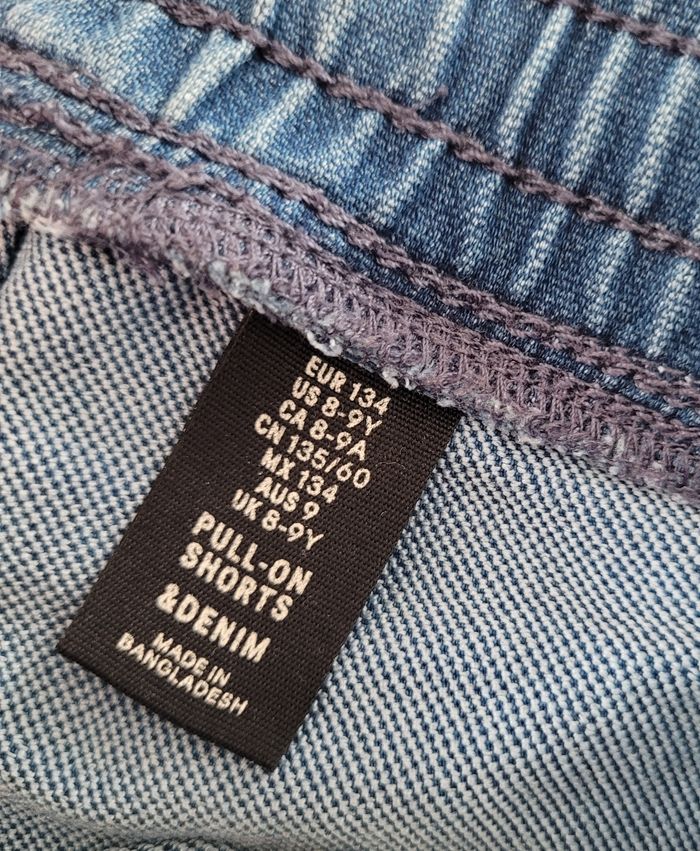 EUR 134
US 8-9Y
CA 8-9A
CN 135/60
MX 134
AUS 9
UK 8-9Y
PULL-ON
SHORTS
&DENIM
MADE IN
BANGLADESH